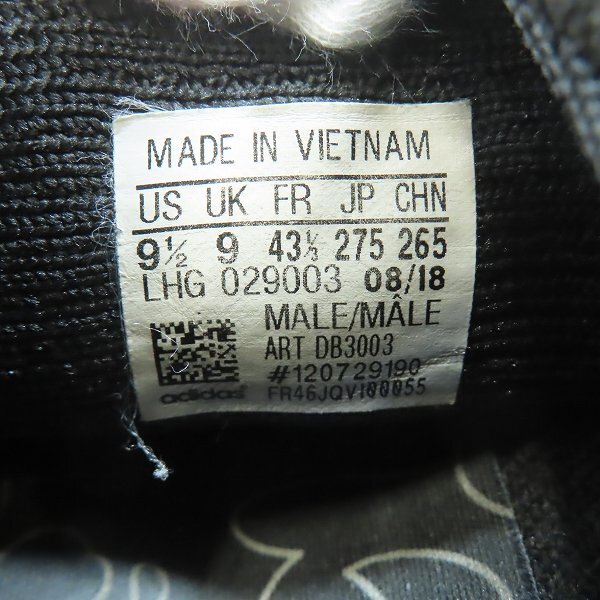 MADE IN VIETNAM
US UK FR JP CHN
9½ 9 43⅓ 275 265
LHG 029003 08/18
MALE/MÂLE
ART DB3003
#120729190
adidas FR46JQVI00055